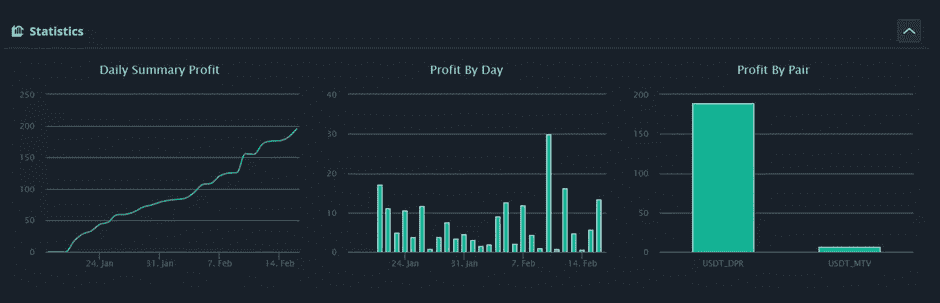 Statistics
Daily Summary Profit
250
200
150
100
50
0
24. Jan
31. Jan
7. Feb
14. Feb
Profit By Day
40
30
20
10
0
24. Jan
31. Jan
7. Feb
14. Feb
Profit By Pair
200
150
100
50
0
USDT_DPR
USDT_MTV